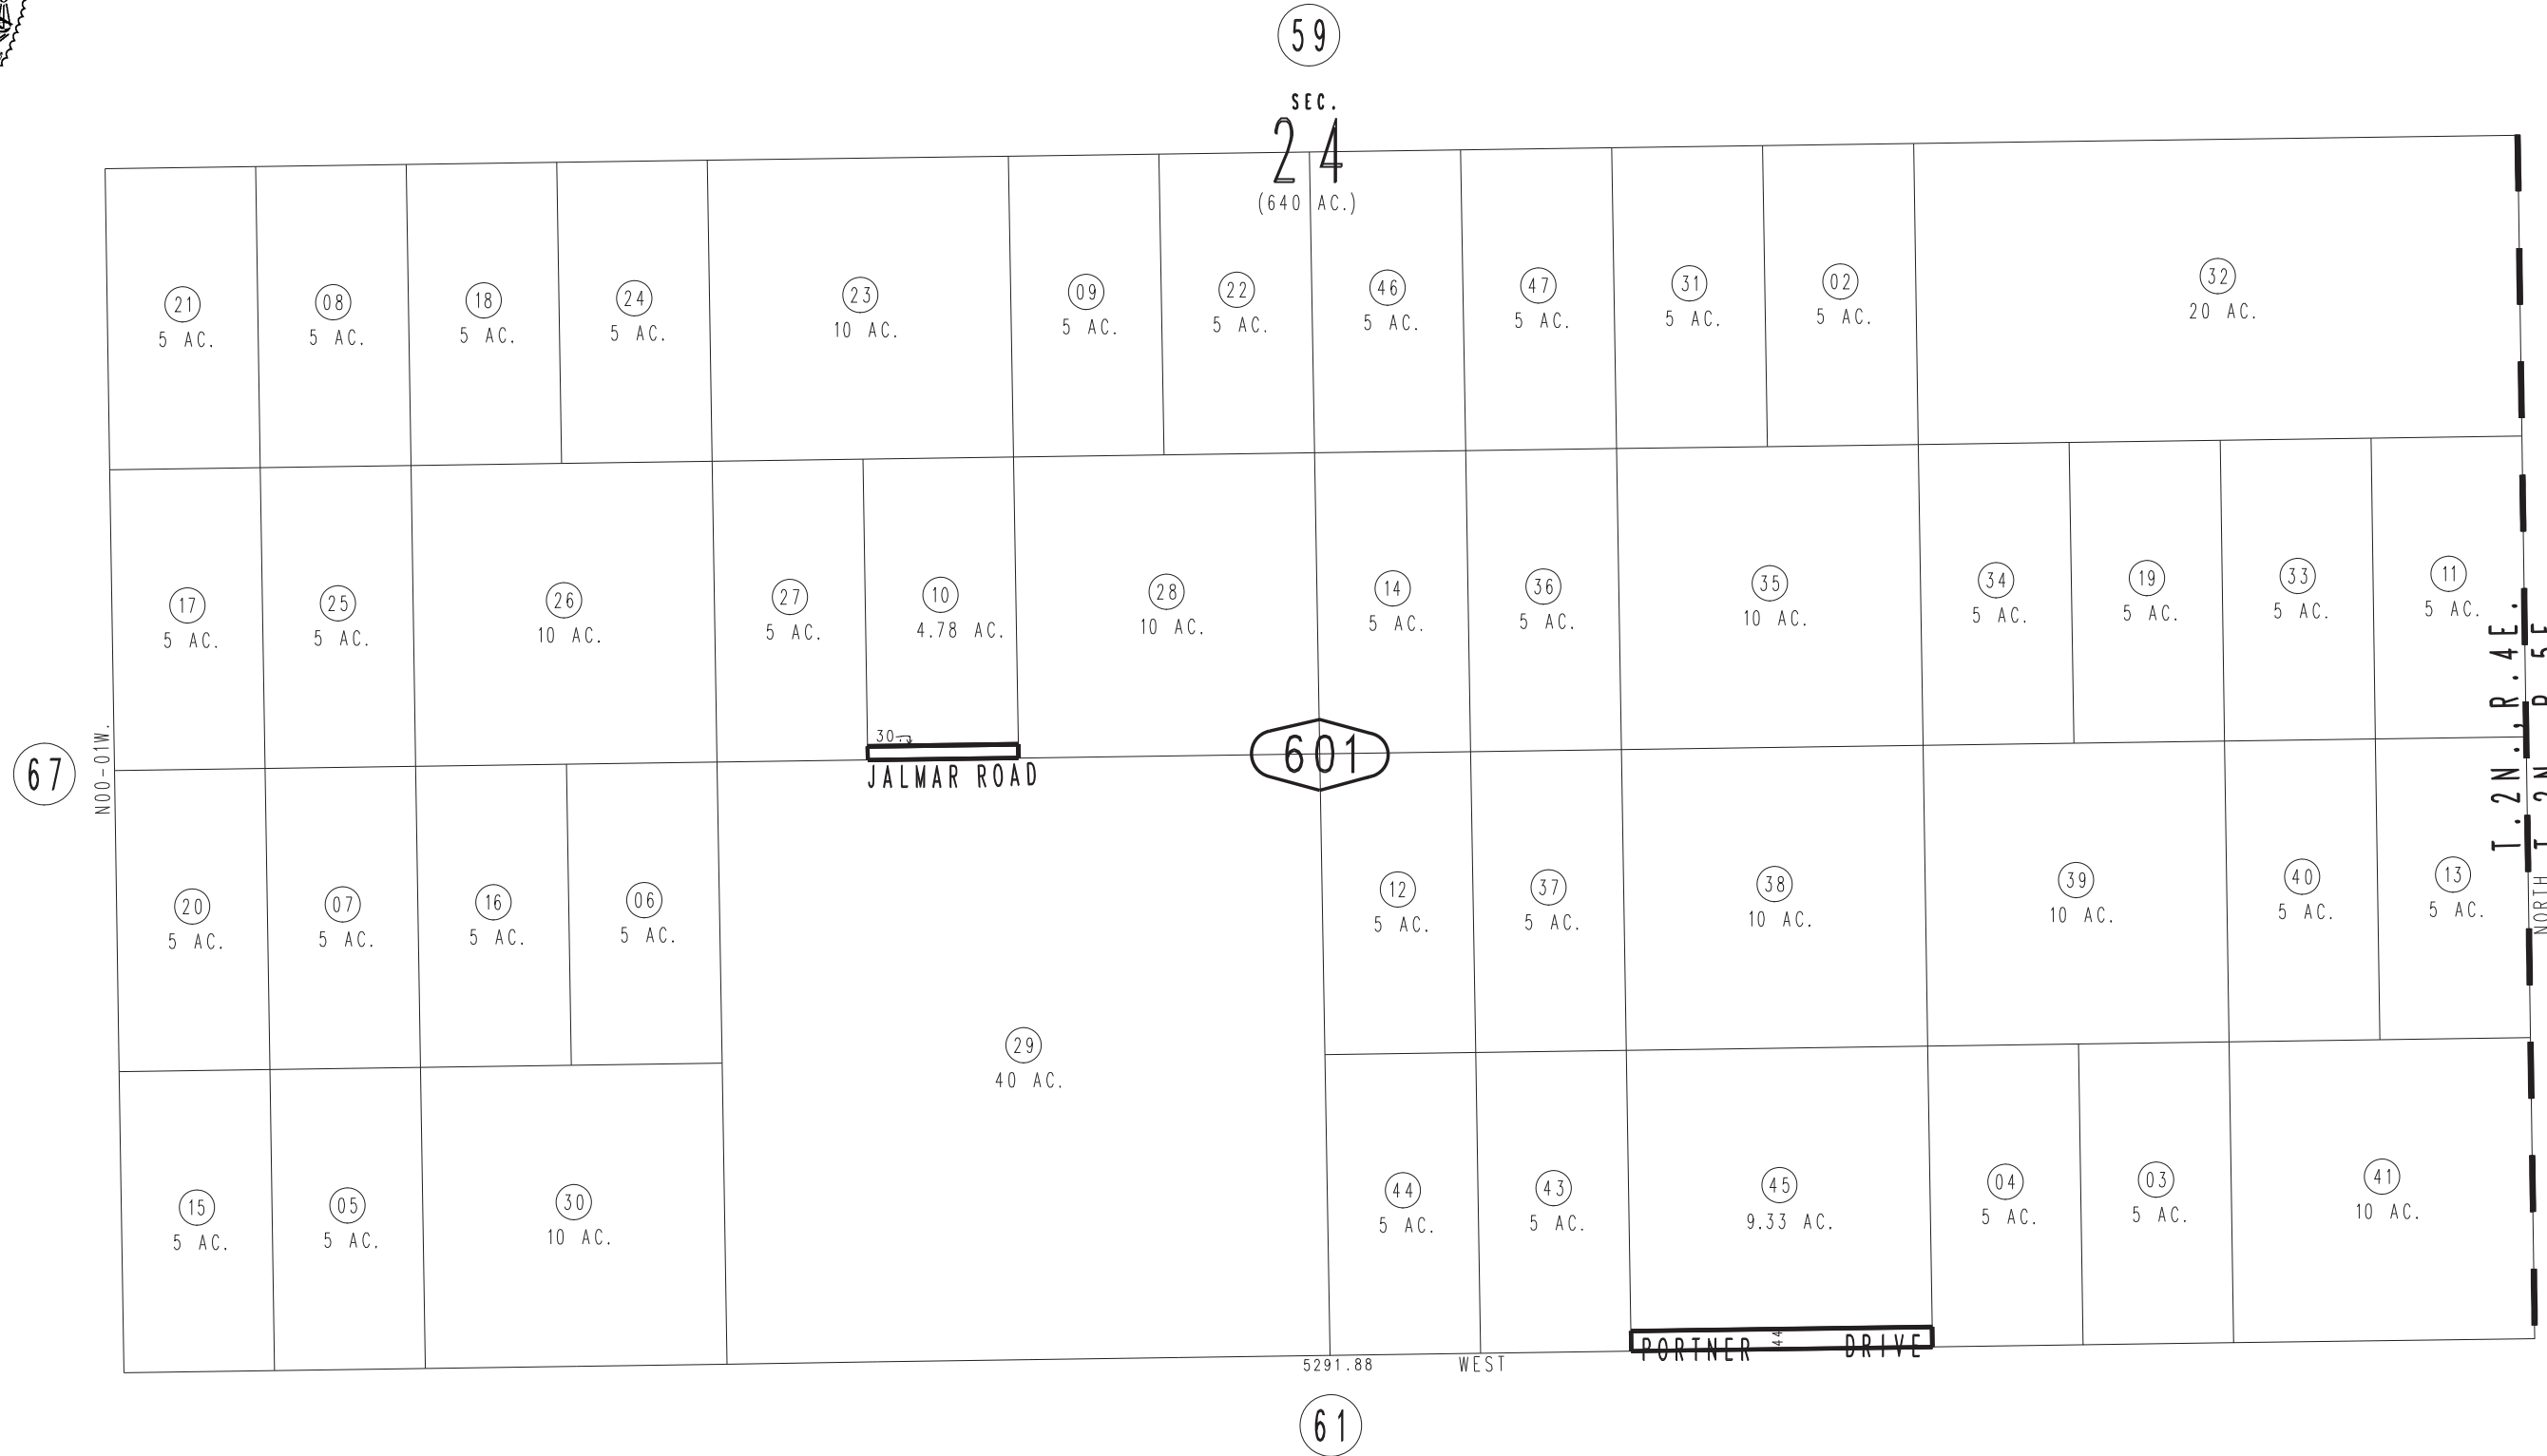 59
SEC.
24
(640 AC.)
21
5 AC.
08
5 AC.
18
5 AC.
24
5 AC.
23
10 AC.
09
5 AC.
22
5 AC.
46
5 AC.
47
5 AC.
31
5 AC.
02
5 AC.
32
20 AC.
17
5 AC.
25
5 AC.
26
10 AC.
27
5 AC.
10
4.78 AC.
28
10 AC.
14
5 AC.
36
5 AC.
35
10 AC.
34
5 AC.
19
5 AC.
33
5 AC.
11
5 AC.
T.2N.,R.4E.
67
N00-01W.
30
JALMAR ROAD
601
20
5 AC.
07
5 AC.
16
5 AC.
06
5 AC.
29
40 AC.
12
5 AC.
37
5 AC.
38
10 AC.
39
10 AC.
40
5 AC.
13
5 AC.
NORTH
15
5 AC.
05
5 AC.
30
10 AC.
44
5 AC.
43
5 AC.
45
9.33 AC.
04
5 AC.
03
5 AC.
41
10 AC.
44
PORTNER DRIVE
5291.88 WEST
61